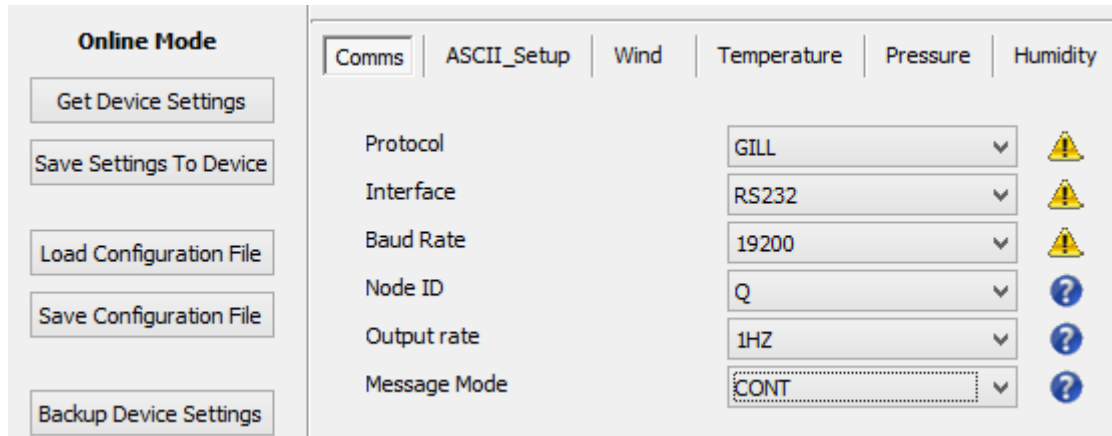 Online Mode
Get Device Settings
Save Settings To Device
Load Configuration File
Save Configuration File
Backup Device Settings
Comms ASCII_Setup Wind Temperature Pressure Humidity
Protocol GILL
Interface RS232
Baud Rate 19200
Node ID Q
Output rate 1HZ
Message Mode CONT